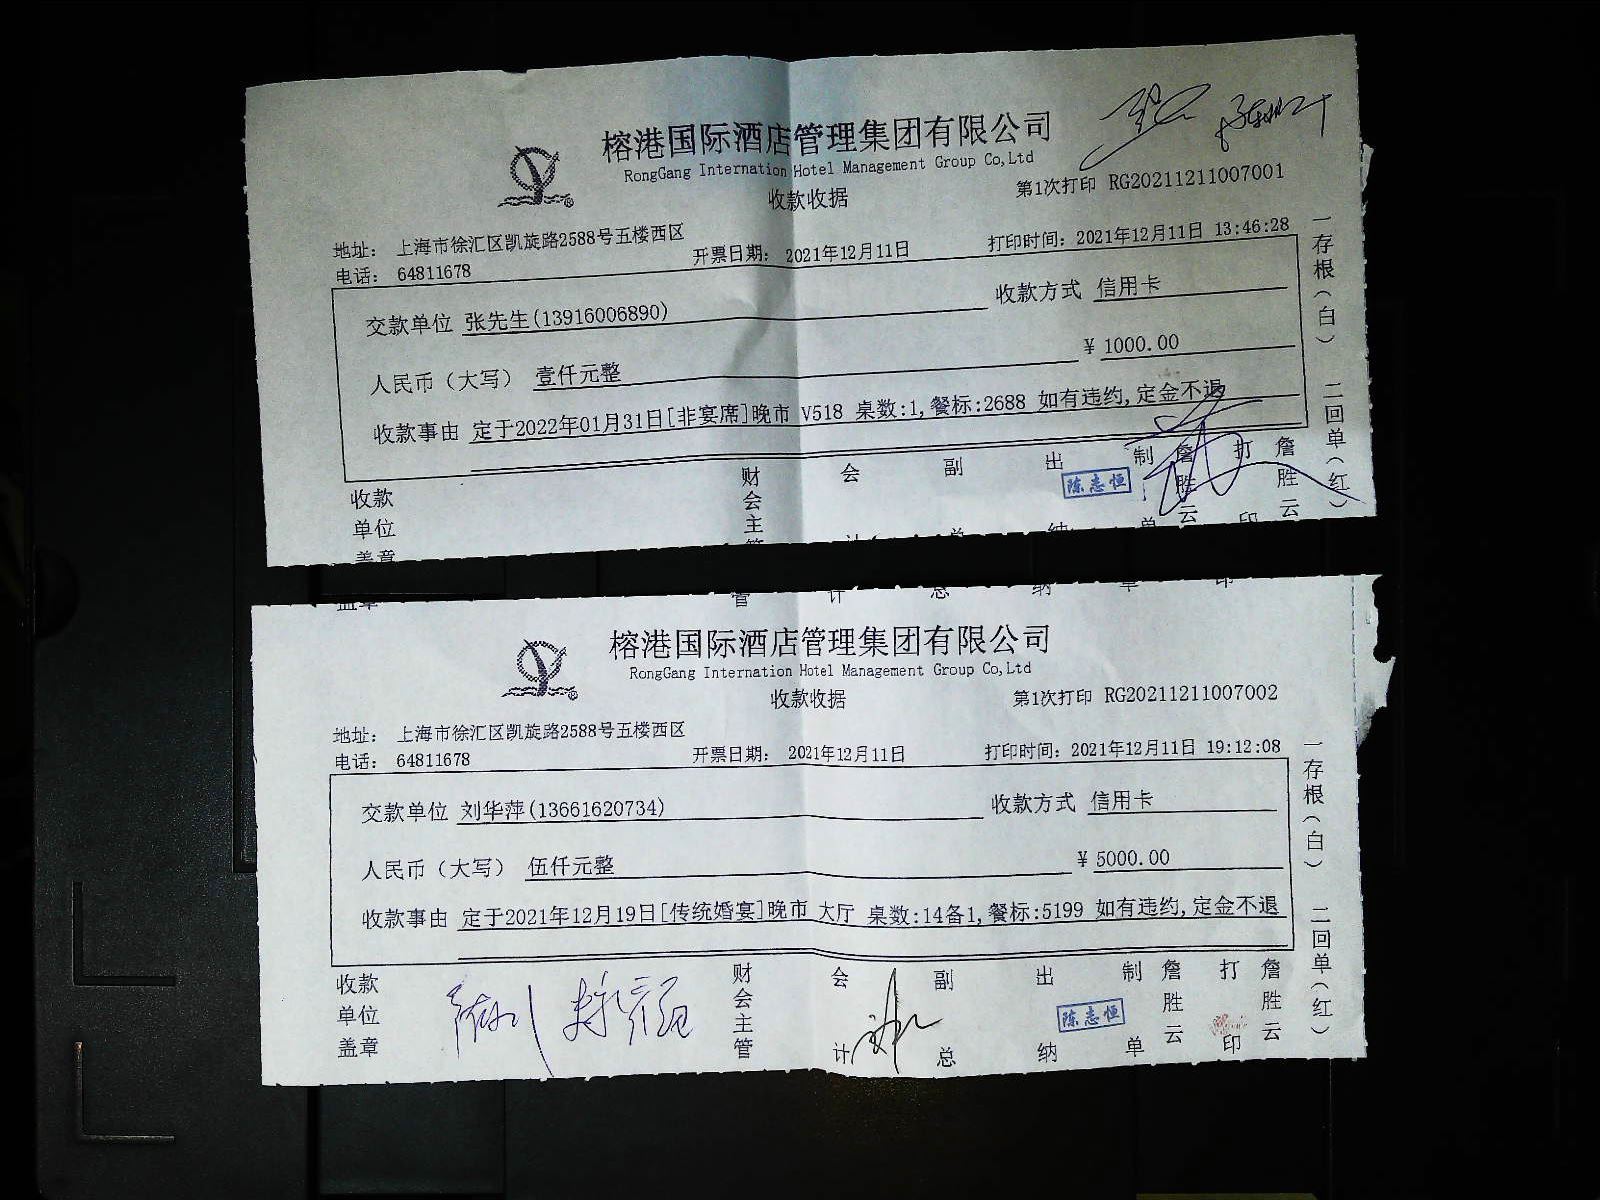 榕港国际酒店管理集团有限公司
RongGang Internation Hotel Management Group Co,Ltd
收款收据
第1次打印 RG20211211007001
地址： 上海市徐汇区凯旋路2588号五楼西区
电话： 64811678
开票日期： 2021年12月11日
打印时间：2021年12月11日 13:46:28
交款单位 张先生(13916006890)
收款方式 信用卡
人民币（大写） 壹仟元整
¥ 1000.00
收款事由 定于2022年01月31日[非宴席]晚市 V518 桌数:1,餐标:2688 如有违约,定金不退
收款单位盖章
财会主管
会计
副总
出纳
陈志恒
制单
詹胜云
打印
詹胜云
一存根（白） 二回单（红）
榕港国际酒店管理集团有限公司
RongGang Internation Hotel Management Group Co,Ltd
收款收据
第1次打印 RG20211211007002
地址： 上海市徐汇区凯旋路2588号五楼西区
电话： 64811678
开票日期： 2021年12月11日
打印时间：2021年12月11日 19:12:08
交款单位 刘华萍(13661620734)
收款方式 信用卡
人民币（大写） 伍仟元整
¥ 5000.00
收款事由 定于2021年12月19日[传统婚宴]晚市 大厅 桌数:14备1,餐标:5199 如有违约,定金不退
收款单位盖章
财会主管
会计
副总
出纳
陈志恒
制单
詹胜云
打印
詹胜云
一存根（白） 二回单（红）